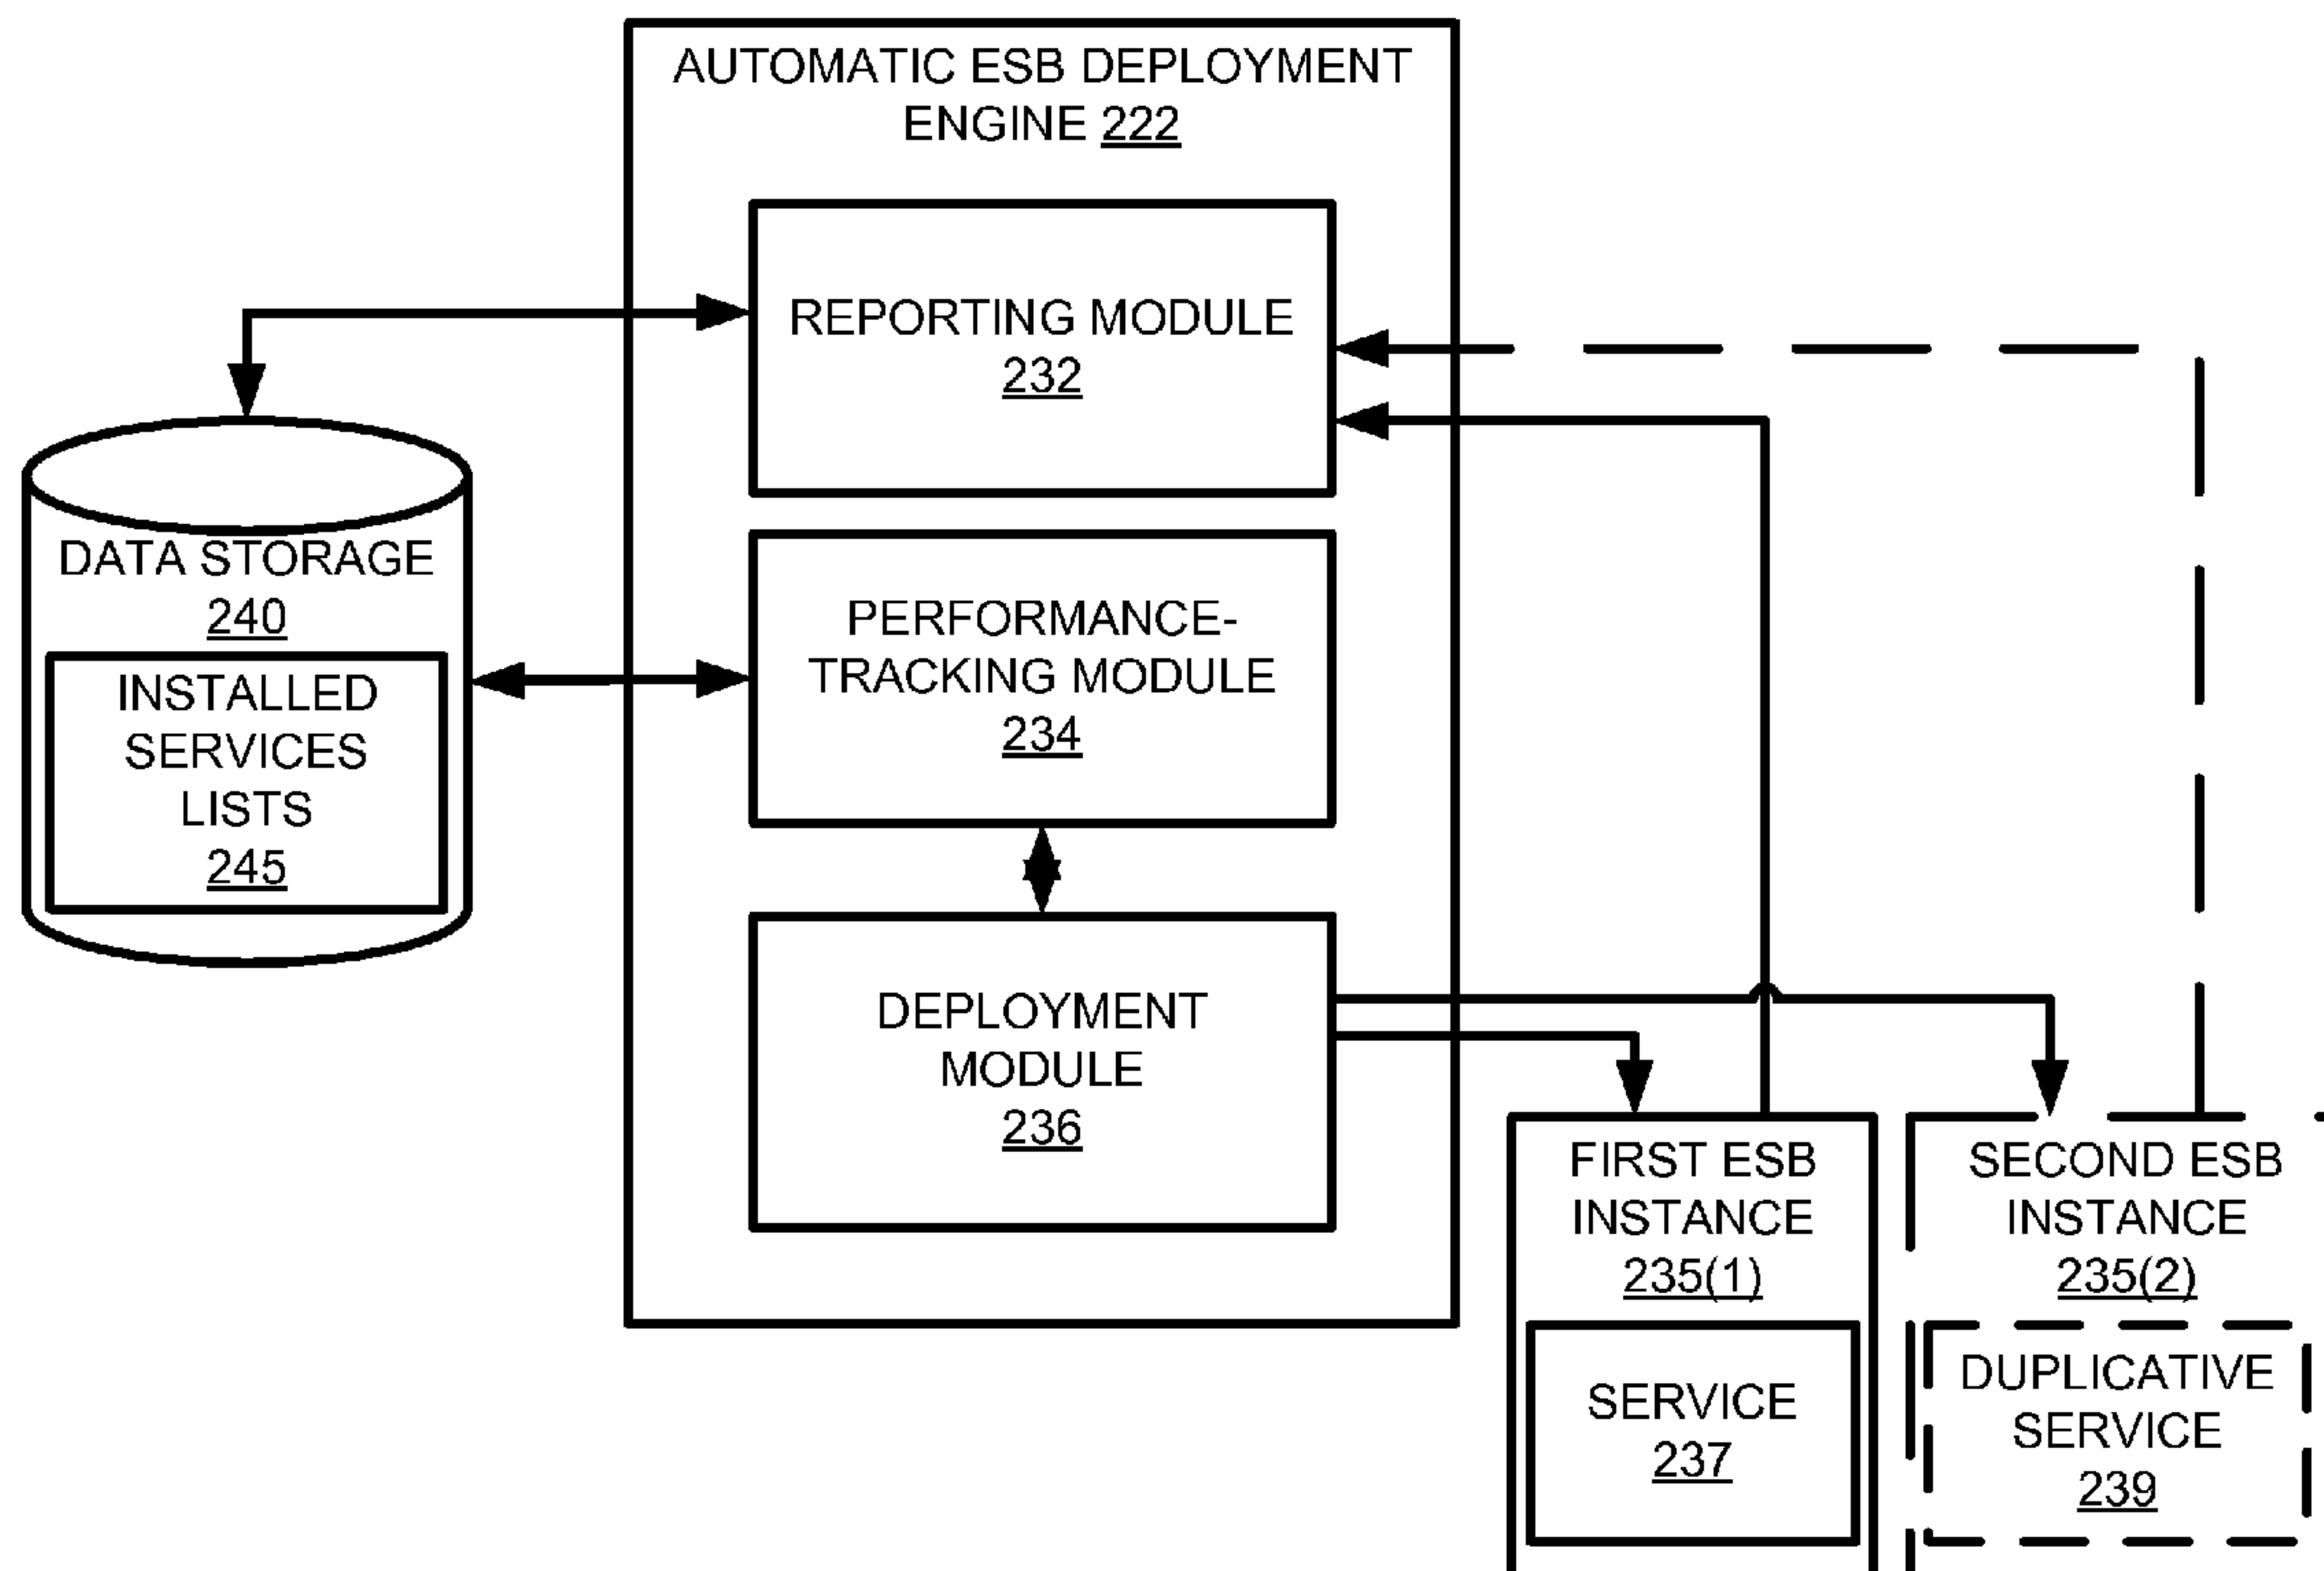 AUTOMATIC ESB DEPLOYMENT
ENGINE 222
REPORTING MODULE
232
DATA STORAGE
240
INSTALLED
SERVICES
LISTS
245
PERFORMANCE-
TRACKING MODULE
234
DEPLOYMENT
MODULE
236
FIRST ESB
INSTANCE
235(1)
SERVICE
237
SECOND ESB
INSTANCE
235(2)
DUPLICATIVE
SERVICE
239